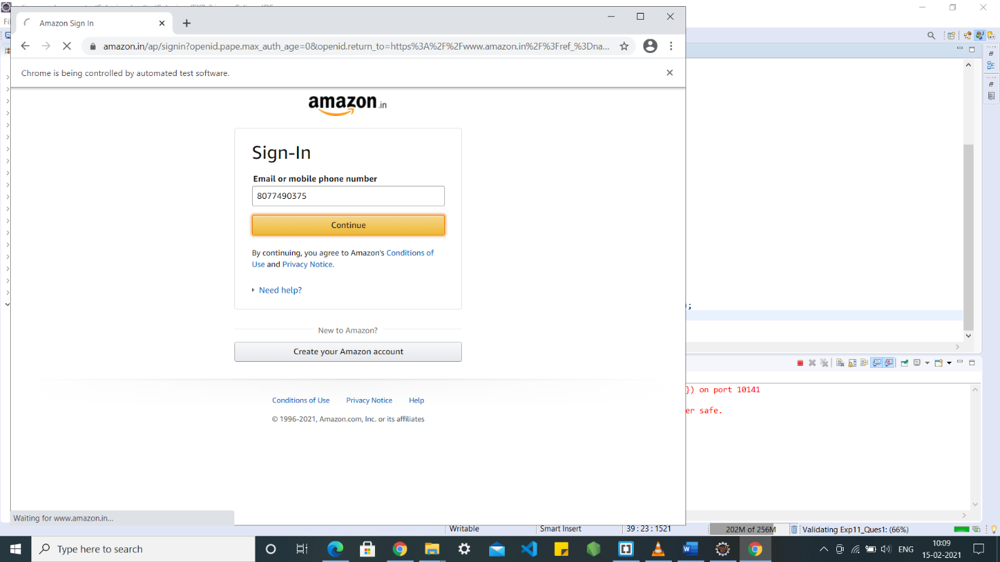 Amazon Sign In
amazon.in/ap/signin?openid.pape.max_auth_age=0&openid.return_to=https%3A%2F%2Fwww.amazon.in%2F%3Fref_%3Dna...
Chrome is being controlled by automated test software.
amazon.in
Sign-In
Email or mobile phone number
8077490375
Continue
By continuing, you agree to Amazon's Conditions of
Use and Privacy Notice.
Need help?
New to Amazon?
Create your Amazon account
Conditions of Use Privacy Notice Help
© 1996-2021, Amazon.com, Inc. or its affiliates
Waiting for www.amazon.in...
);
}) on port 10141
er safe.
Writable Smart Insert 39 : 23 : 1521 202M of 256M Validating Exp11_Ques1: (66%)
Type here to search
ENG
10:09
15-02-2021